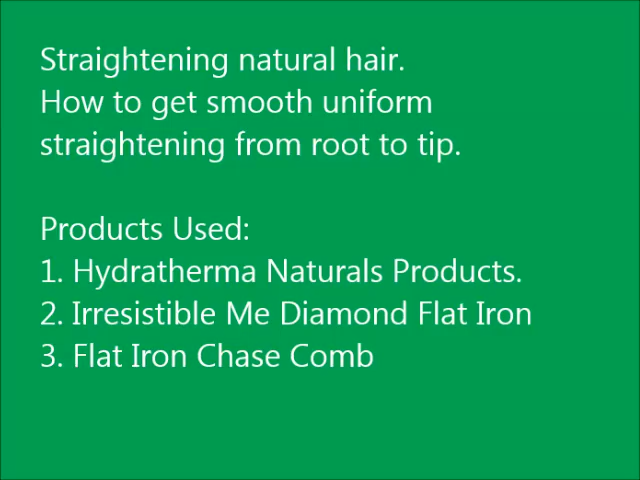 Straightening natural hair.
How to get smooth uniform
straightening from root to tip.
Products Used:
1. Hydratherma Naturals Products.
2. Irresistible Me Diamond Flat Iron
3. Flat Iron Chase Comb